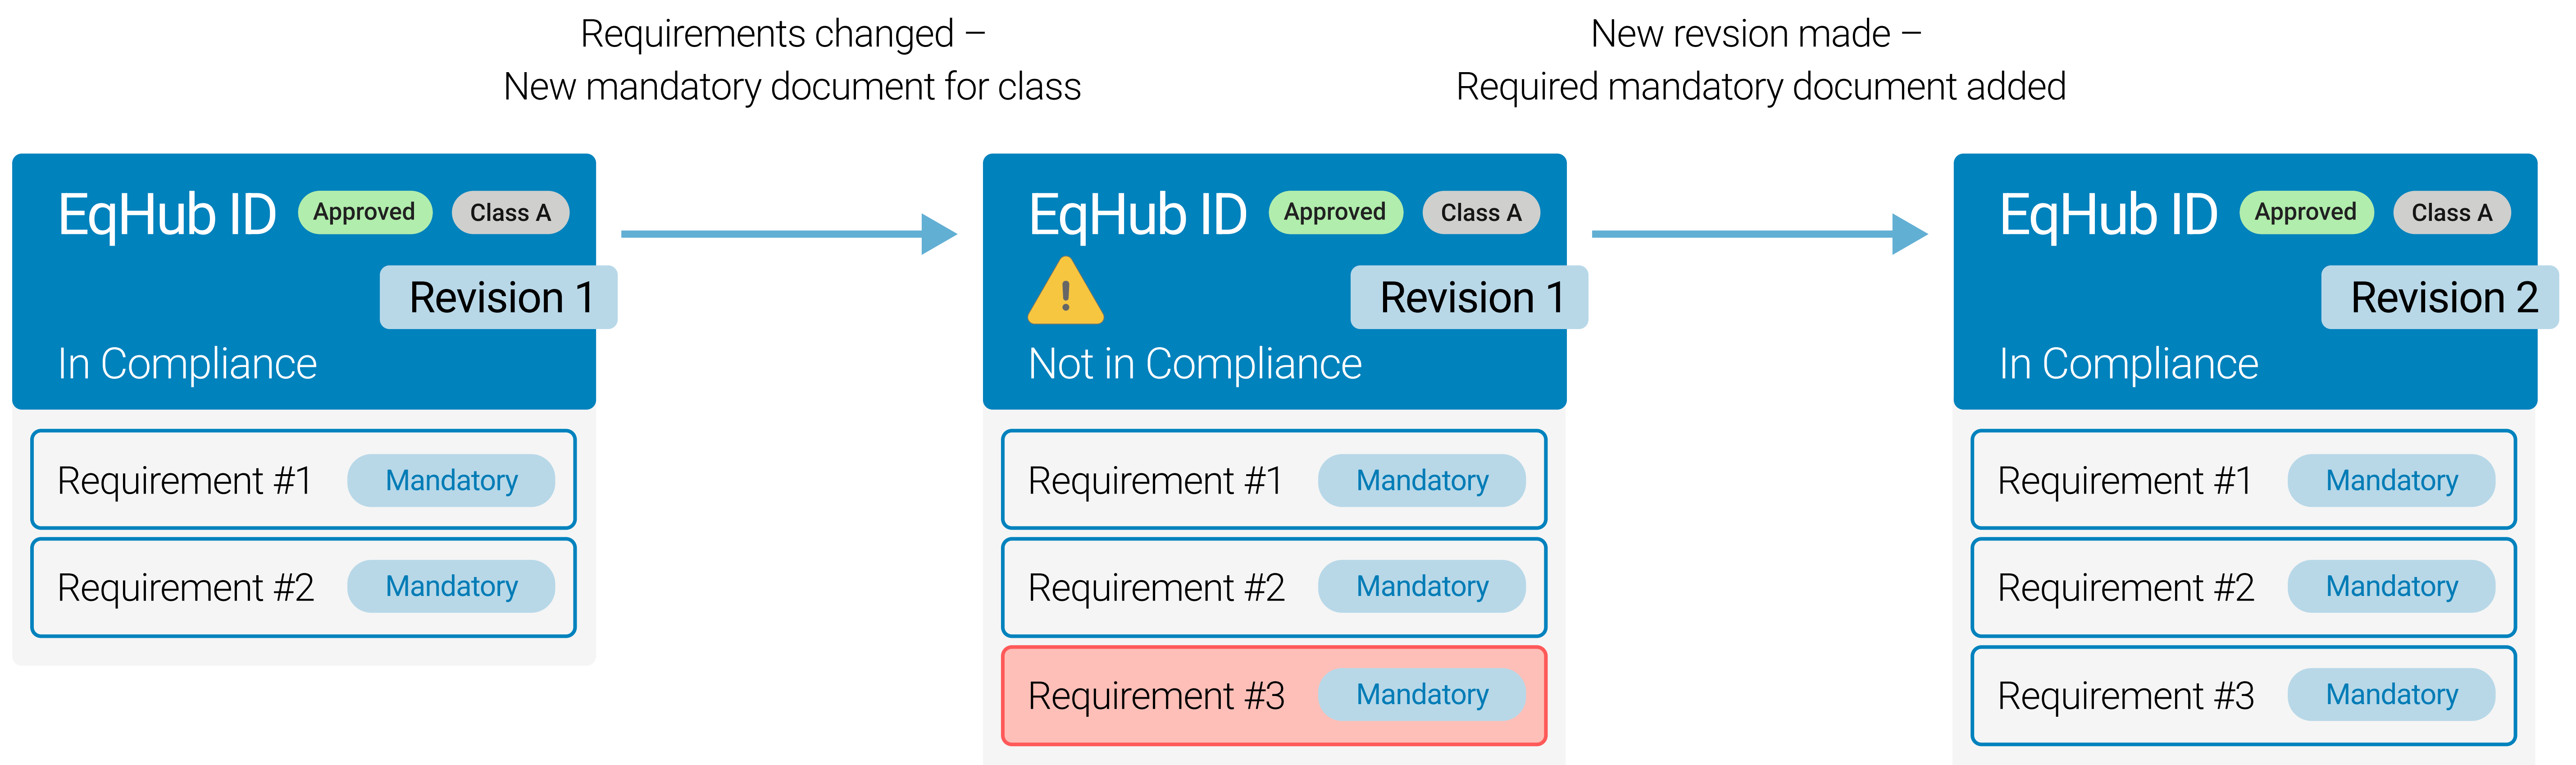 Requirements changed –
New mandatory document for class
New revsion made –
Required mandatory document added
EqHub ID Approved Class A
Revision 1
In Compliance
Requirement #1 Mandatory
Requirement #2 Mandatory
EqHub ID Approved Class A
!
Revision 1
Not in Compliance
Requirement #1 Mandatory
Requirement #2 Mandatory
Requirement #3 Mandatory
EqHub ID Approved Class A
Revision 2
In Compliance
Requirement #1 Mandatory
Requirement #2 Mandatory
Requirement #3 Mandatory